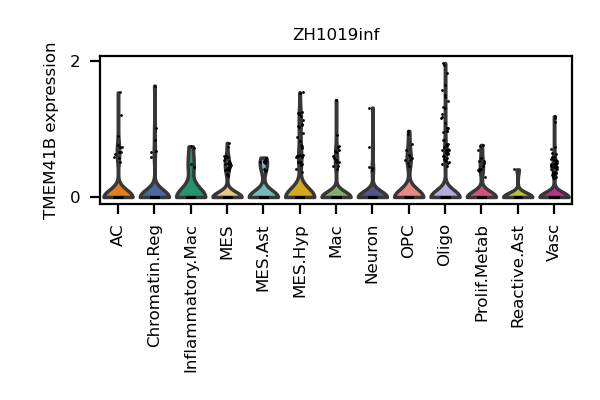 ZH1019inf
TMEM41B expression
2
0
AC
Chromatin.Reg
Inflammatory.Mac
MES
MES.Ast
MES.Hyp
Mac
Neuron
OPC
Oligo
Prolif.Metab
Reactive.Ast
Vasc